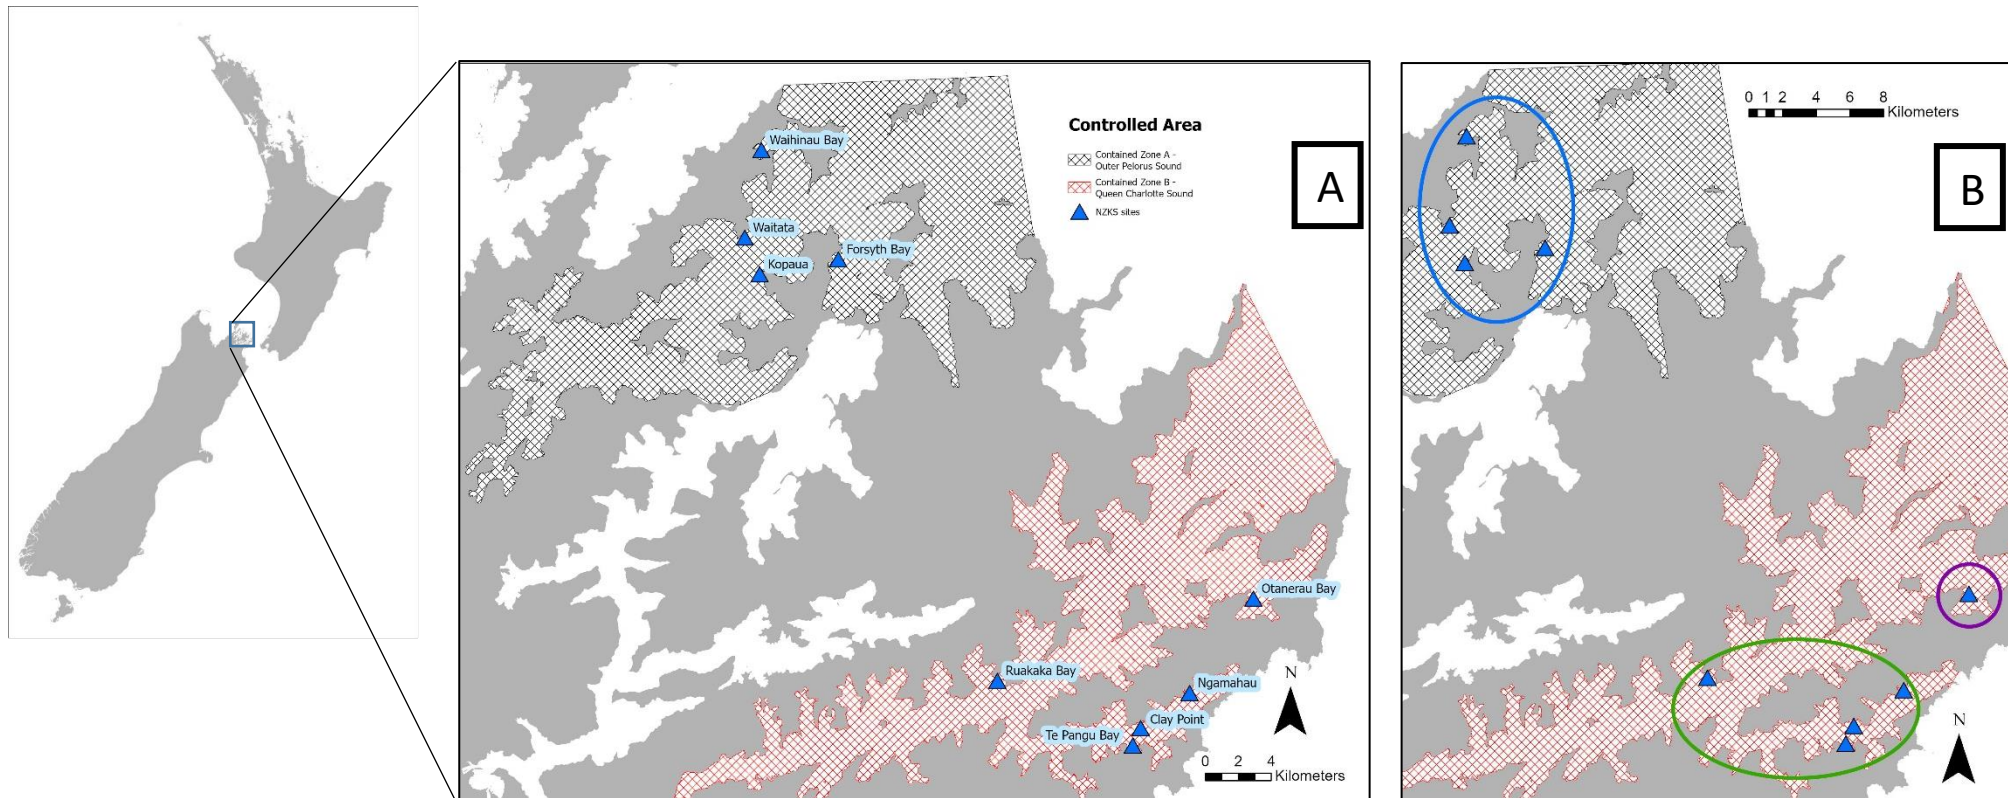 Waihinau Bay
Waitata
Forsyth Bay
Kopaua
Controlled Area
Contained Zone A -
Outer Pelorus Sound
Contained Zone B -
Queen Charlotte Sound
NZKS sites
A
Otanerau Bay
Ruakaka Bay
Ngamahau
Clay Point
Te Pangu Bay
N
0 2 4
Kilometers
0 1 2 4 6 8
Kilometers
B
N